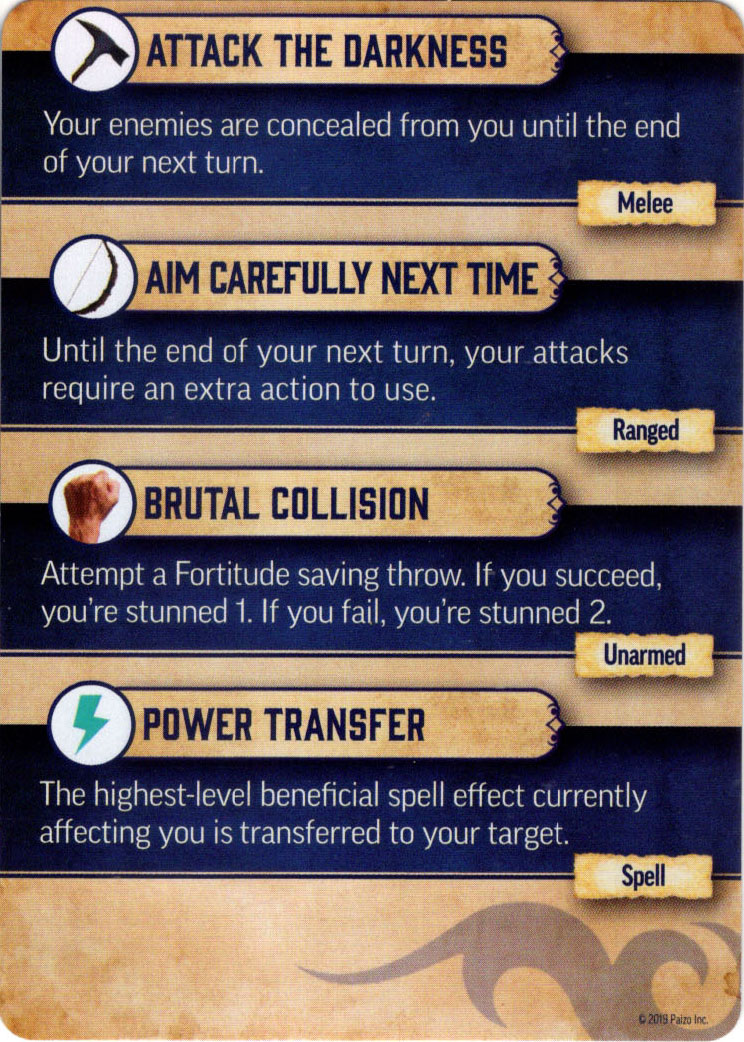 ATTACK THE DARKNESS
Your enemies are concealed from you until the end
of your next turn.
Melee
AIM CAREFULLY NEXT TIME
Until the end of your next turn, your attacks
require an extra action to use.
Ranged
BRUTAL COLLISION
Attempt a Fortitude saving throw. If you succeed,
you're stunned 1. If you fail, you're stunned 2.
Unarmed
POWER TRANSFER
The highest-level beneficial spell effect currently
affecting you is transferred to your target.
Spell
© 2019 Paizo Inc.